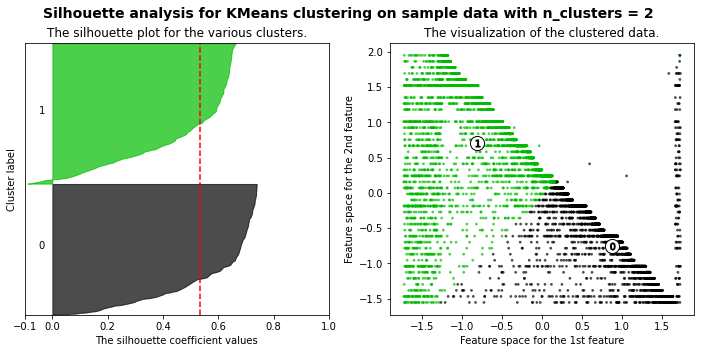 Silhouette analysis for KMeans clustering on sample data with n_clusters = 2
The silhouette plot for the various clusters.
Cluster label
1
0
−0.1 0.0 0.2 0.4 0.6 0.8 1.0
The silhouette coefficient values
The visualization of the clustered data.
Feature space for the 2nd feature
2.0
1.5
1.0
0.5
0.0
−0.5
−1.0
−1.5
1
0
−1.5 −1.0 −0.5 0.0 0.5 1.0 1.5
Feature space for the 1st feature